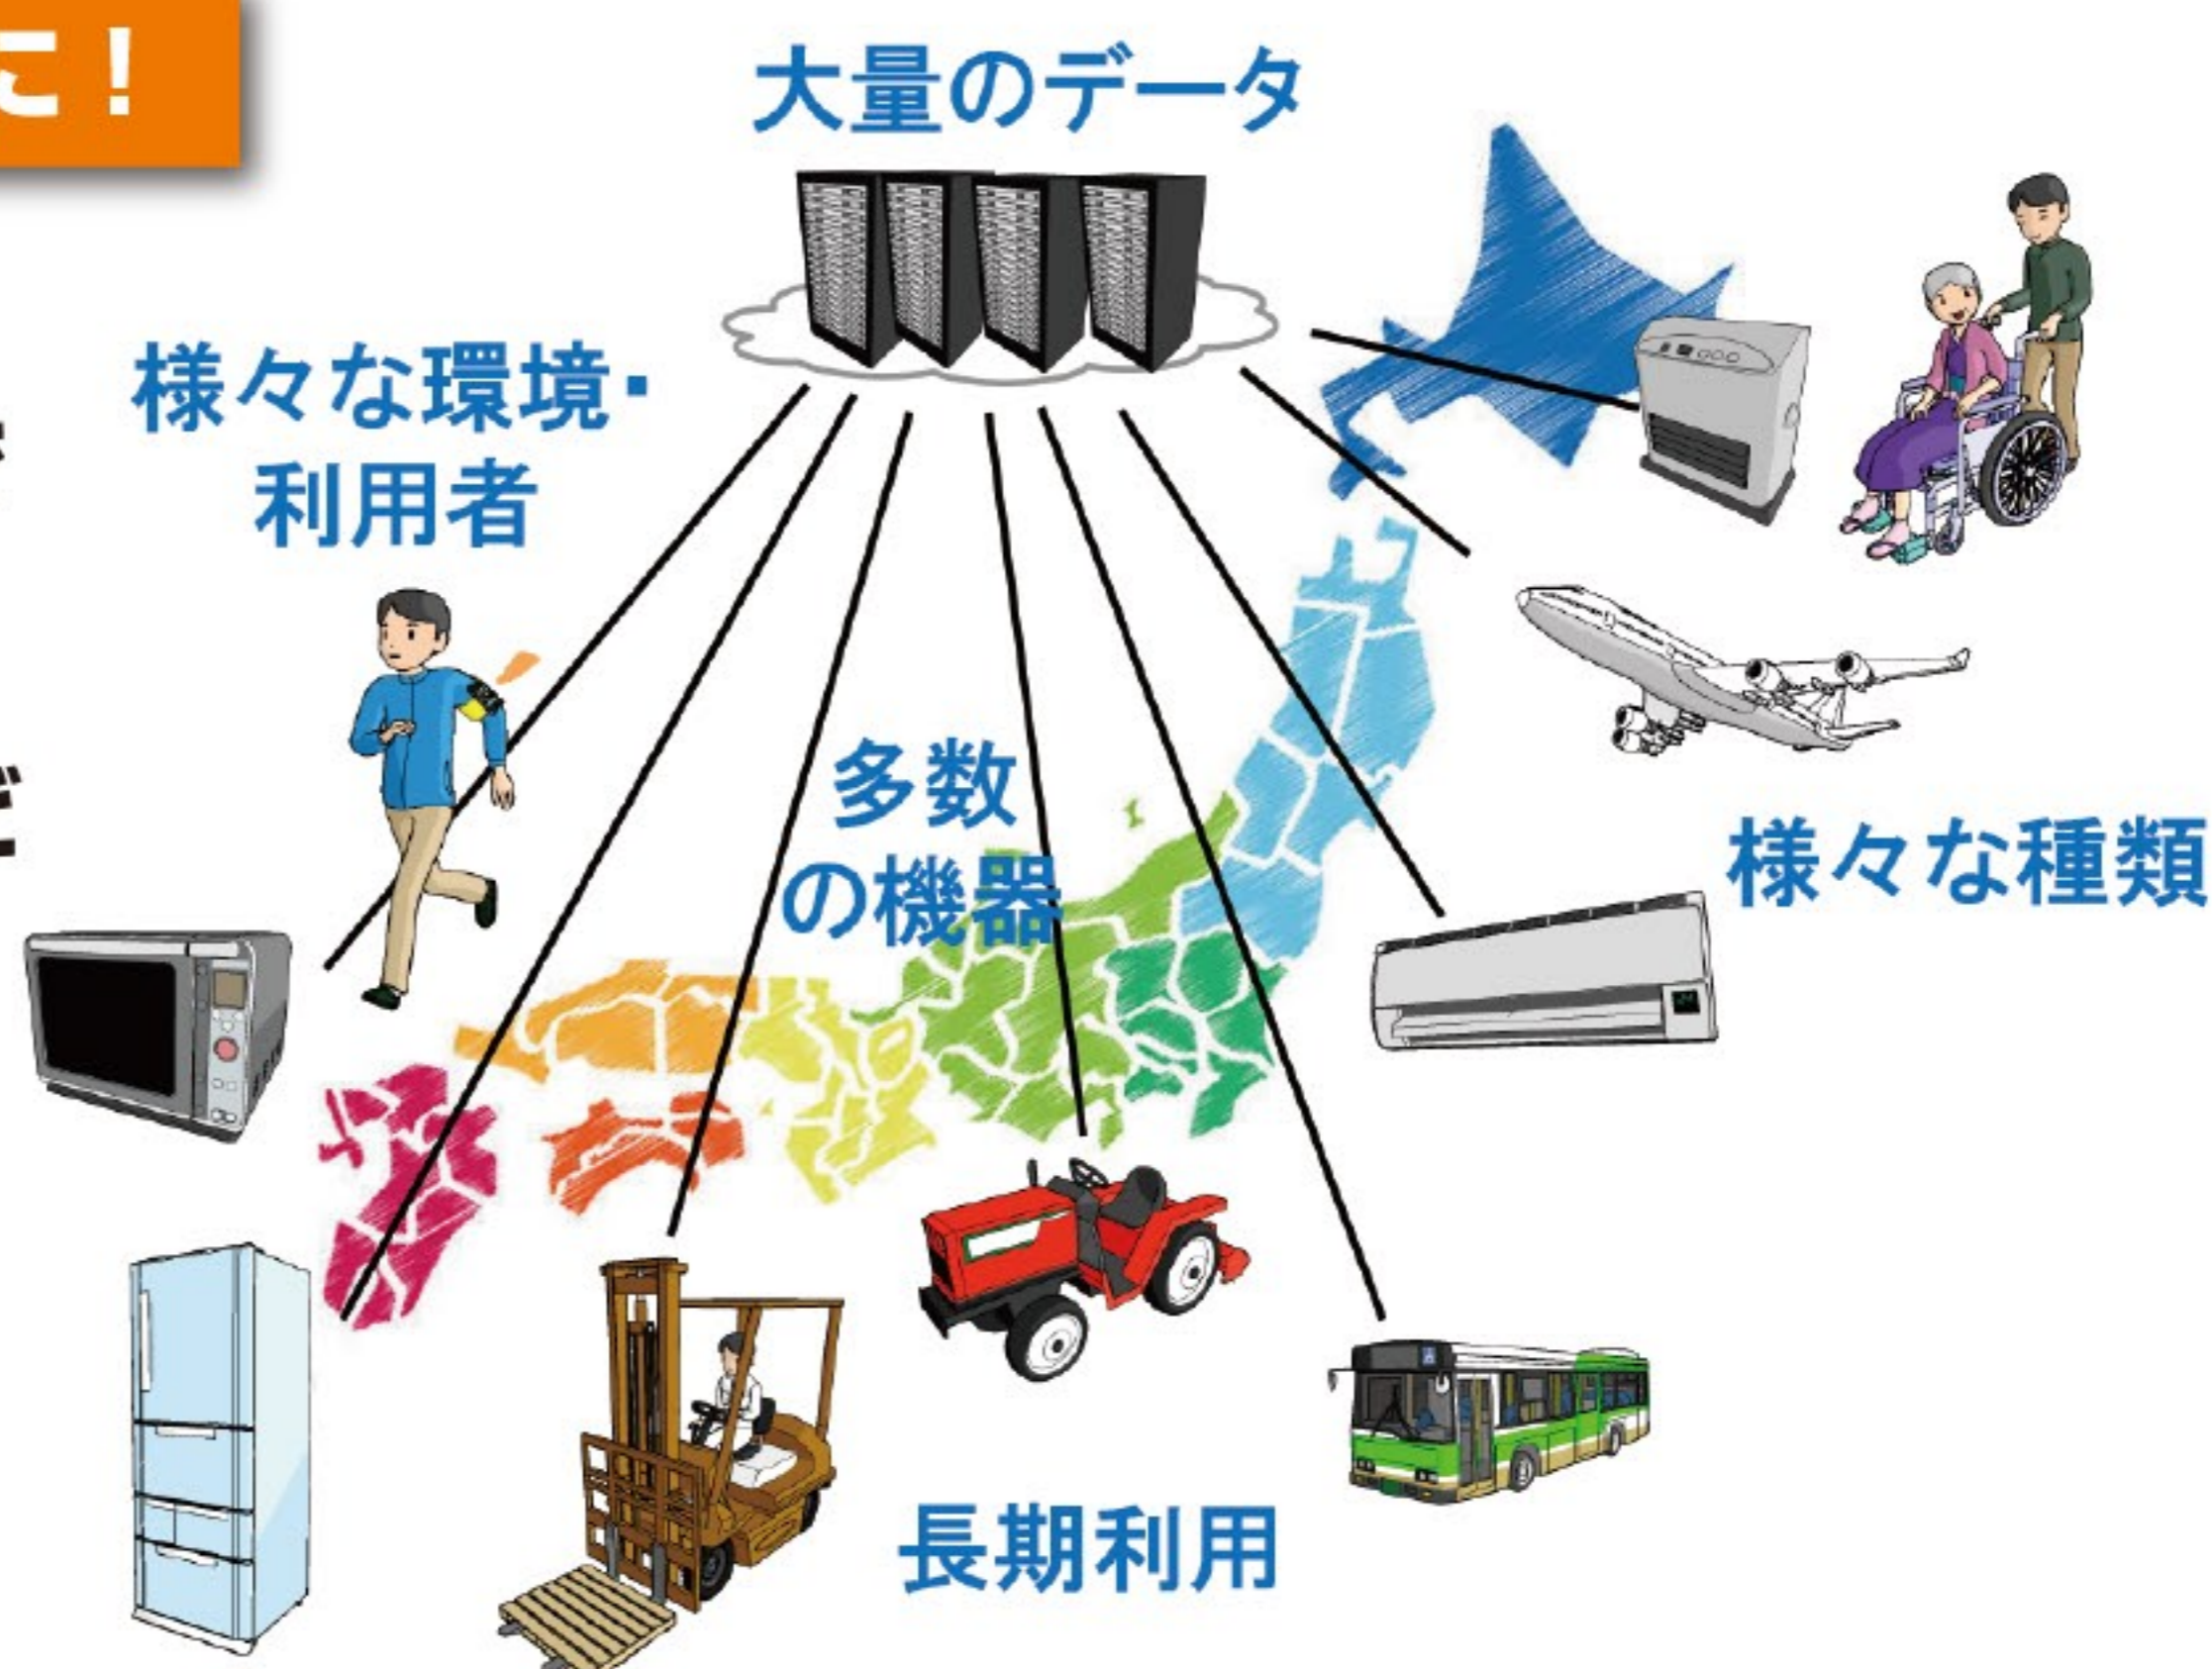 に！
大量のデータ
様々な環境・
利用者
多数
の機器
様々な種類
長期利用